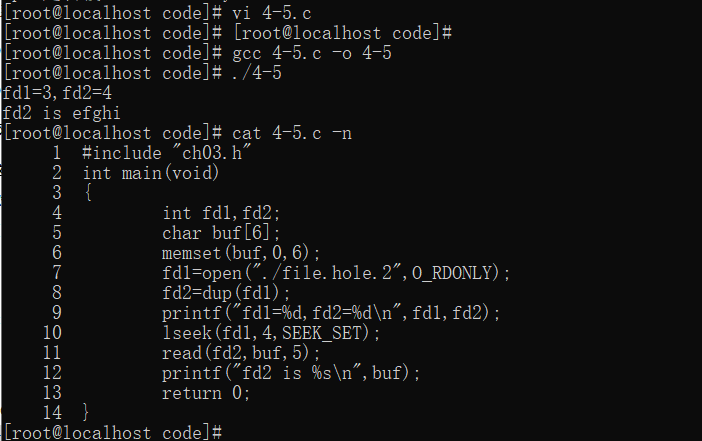 [root@localhost code]# vi 4-5.c
[root@localhost code]# [root@localhost code]#
[root@localhost code]# gcc 4-5.c -o 4-5
[root@localhost code]# ./4-5
fd1=3,fd2=4
fd2 is efghi
[root@localhost code]# cat 4-5.c -n
     1  #include "ch03.h"
     2  int main(void)
     3  {
     4          int fd1,fd2;
     5          char buf[6];
     6          memset(buf,0,6);
     7          fd1=open("./file.hole.2",O_RDONLY);
     8          fd2=dup(fd1);
     9          printf("fd1=%d,fd2=%d\n",fd1,fd2);
    10          lseek(fd1,4,SEEK_SET);
    11          read(fd2,buf,5);
    12          printf("fd2 is %s\n",buf);
    13          return 0;
    14  }
[root@localhost code]#